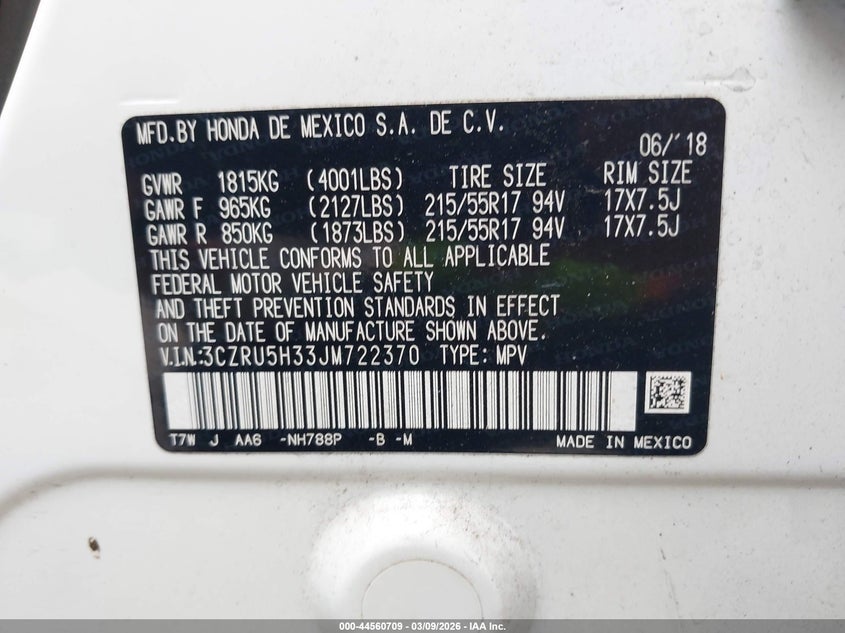 MFD.BY HONDA DE MEXICO S.A. DE C.V.
06/'18
GVWR 1815KG (4001LBS) TIRE SIZE RIM SIZE
GAWR F 965KG (2127LBS) 215/55R17 94V 17X7.5J
GAWR R 850KG (1873LBS) 215/55R17 94V 17X7.5J
THIS VEHICLE CONFORMS TO ALL APPLICABLE
FEDERAL MOTOR VEHICLE SAFETY
AND THEFT PREVENTION STANDARDS IN EFFECT
ON THE DATE OF MANUFACTURE SHOWN ABOVE.
V.I.N.:3CZRU5H33JM722370 TYPE: MPV
T7W J AA6 -NH788P -B -M MADE IN MEXICO
000-44560709 - 03/09/2026 - IAA Inc.